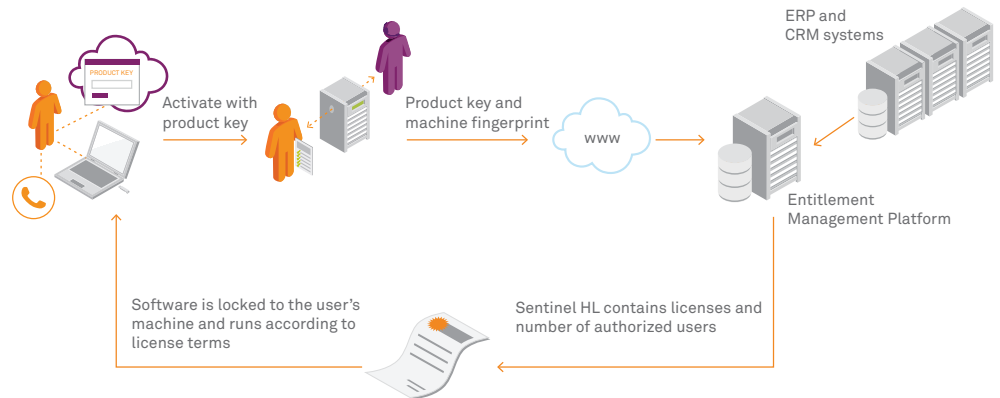 ERP and
CRM systems
PRODUCT KEY
Activate with
product key
Product key and
machine fingerprint
www
Entitlement
Management Platform
Software is locked to the user's
machine and runs according to
license terms
Sentinel HL contains licenses and
number of authorized users